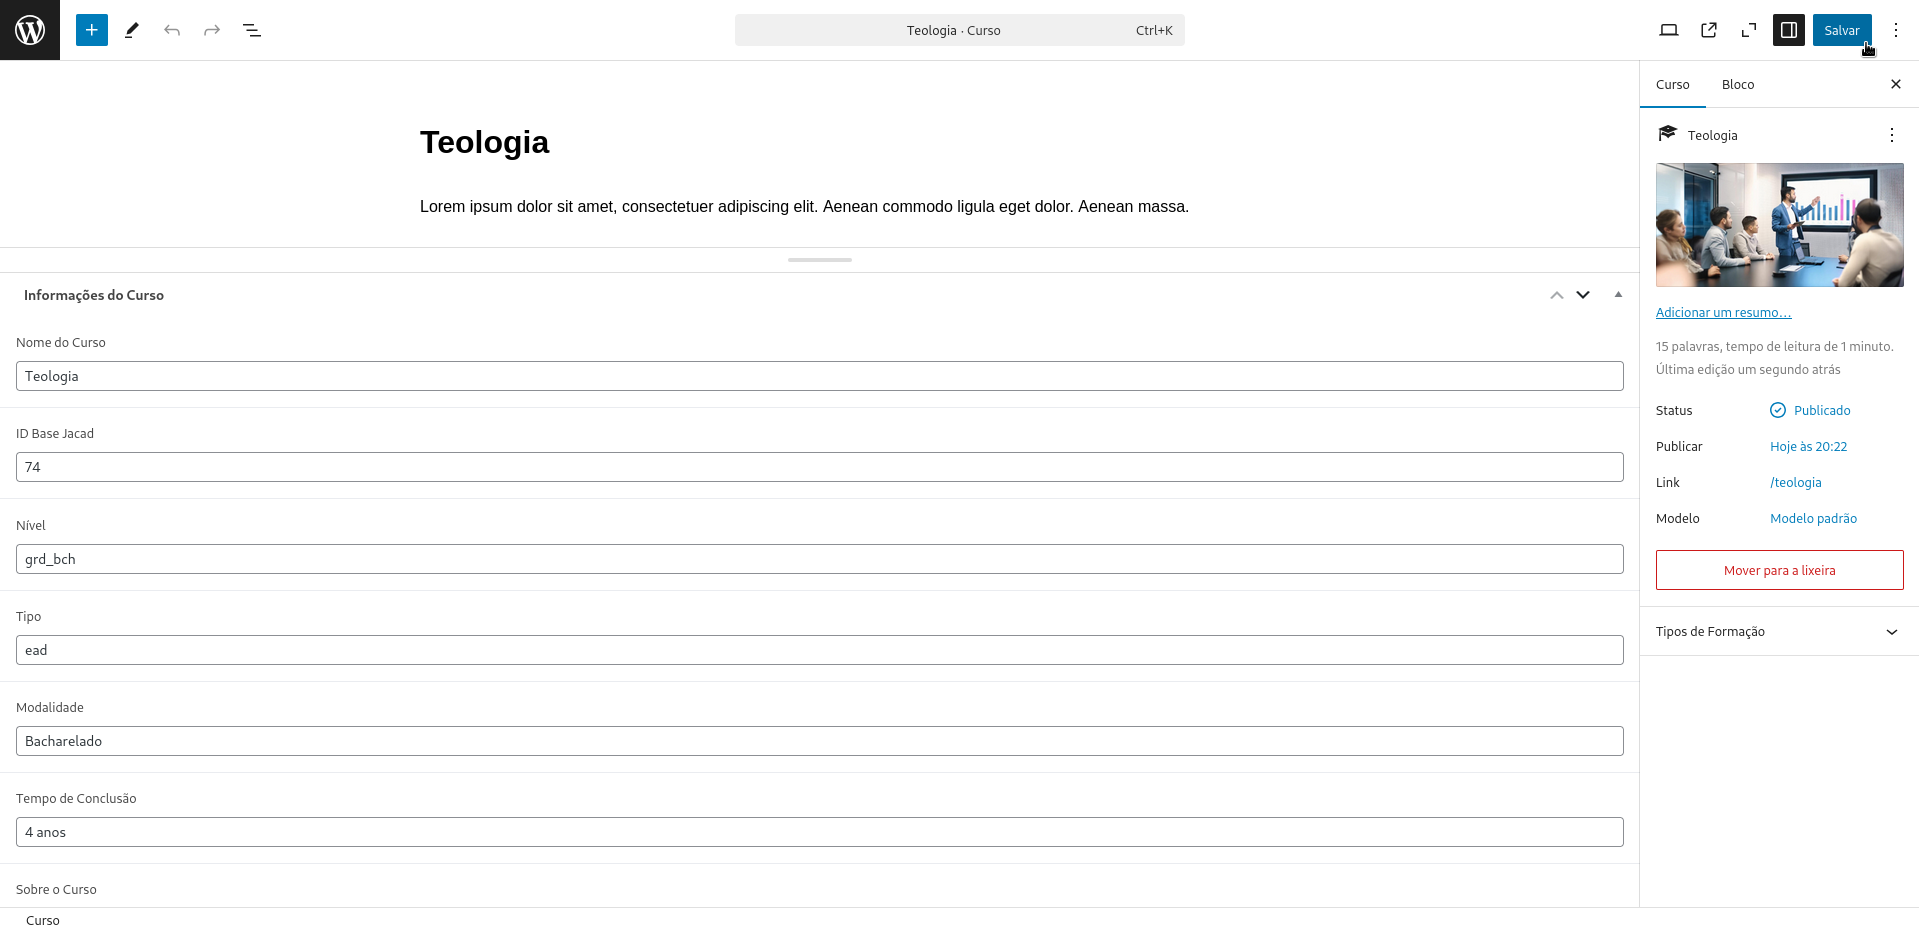 Teologia · Curso
Ctrl+K
Salvar
Teologia
Lorem ipsum dolor sit amet, consectetuer adipiscing elit. Aenean commodo ligula eget dolor. Aenean massa.
Informações do Curso
Nome do Curso
Teologia
ID Base Jacad
74
Nível
grd_bch
Tipo
ead
Modalidade
Bacharelado
Tempo de Conclusão
4 anos
Sobre o Curso
Curso
Curso
Bloco
Teologia
Adicionar um resumo…
15 palavras, tempo de leitura de 1 minuto.
Última edição um segundo atrás
Status
Publicado
Publicar
Hoje às 20:22
Link
/teologia
Modelo
Modelo padrão
Mover para a lixeira
Tipos de Formação